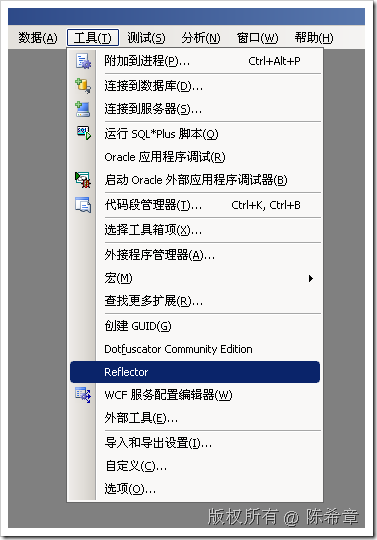 数据(A) 工具(T) 测试(S) 分析(N) 窗口(W) 帮助(H)
附加到进程(P)... Ctrl+Alt+P
连接到数据库(D)...
连接到服务器(S)...
运行 SQL*Plus 脚本(Q)
Oracle 应用程序调试(R)
启动 Oracle 外部应用程序调试器(B)
代码段管理器(T)... Ctrl+K, Ctrl+B
选择工具箱项(X)...
外接程序管理器(A)...
宏(M)
查找更多扩展(R)...
创建 GUID(G)
Dotfuscator Community Edition
Reflector
WCF 服务配置编辑器(W)
外部工具(E)...
导入和导出设置(I)...
自定义(C)...
选项(O)...
版权所有 @ 陈希章